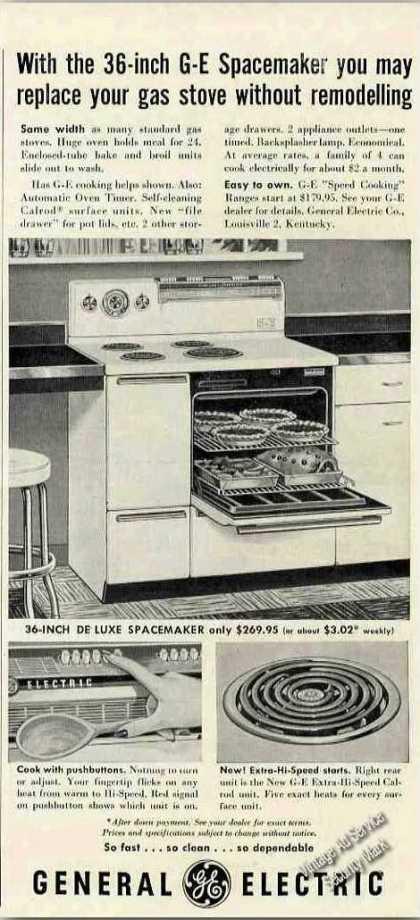 With the 36-inch G-E Spacemaker you may
replace your gas stove without remodelling
Same width as many standard gas
stoves. Huge oven holds meal for 24.
Enclosed-tube bake and broil units
slide out to wash.
Has G-E cooking helps shown. Also:
Automatic Oven Timer. Self-cleaning
Calrod® surface units. New "file
drawer" for pot lids, etc. 2 other stor-
age drawers. 2 appliance outlets—one
timed. Backsplasher lamp. Economical.
At average rates, a family of 4 can
cook electrically for about $2 a month.
Easy to own. G-E "Speed Cooking"
Ranges start at $179.95. See your G-E
dealer for details. General Electric Co.,
Louisville 2, Kentucky.
36-INCH DE LUXE SPACEMAKER only $269.95 (or about $3.02* weekly)
ELECTRIC
Cook with pushbuttons. Nothing to turn
or adjust. Your fingertip flicks on any
heat from warm to Hi-Speed. Red signal
on pushbutton shows which unit is on.
New! Extra-Hi-Speed starts. Right rear
unit is the New G-E Extra-Hi-Speed Cal-
rod unit. Five exact heats for every sur-
face unit.
*After down payment. See your dealer for exact terms.
Prices and specifications subject to change without notice.
So fast . . . so clean . . . so dependable
GENERAL GE ELECTRIC
Vintage Ad Service
Security Mark